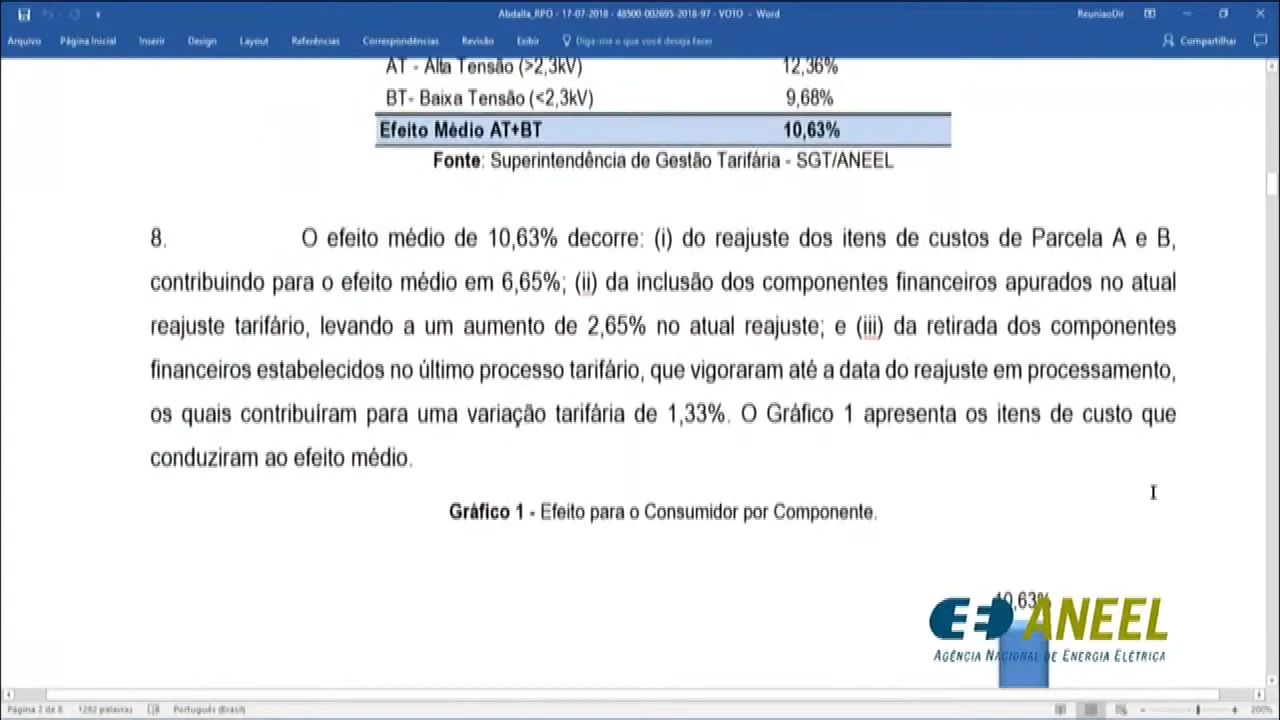 Abdalla_RPO - 17-07-2018 - 48500-002695-2018-97 - VOTO - Word
ReuniaoDir
Arquivo Página Inicial Inserir Design Layout Referências Correspondências Revisão Exibir Diga-me o que você deseja fazer Compartilhar
AT - Alta Tensão (>2,3kV) 12,36%
BT- Baixa Tensão (<2,3kV) 9,68%
Efeito Médio AT+BT 10,63%
Fonte: Superintendência de Gestão Tarifária - SGT/ANEEL
8. O efeito médio de 10,63% decorre: (i) do reajuste dos itens de custos de Parcela A e B,
contribuindo para o efeito médio em 6,65%; (ii) da inclusão dos componentes financeiros apurados no atual
reajuste tarifário, levando a um aumento de 2,65% no atual reajuste; e (iii) da retirada dos componentes
financeiros estabelecidos no último processo tarifário, que vigoraram até a data do reajuste em processamento,
os quais contribuíram para uma variação tarifária de 1,33%. O Gráfico 1 apresenta os itens de custo que
conduziram ao efeito médio.
Gráfico 1 - Efeito para o Consumidor por Componente.
10,63%
ANEEL
AGÊNCIA NACIONAL DE ENERGIA ELÉTRICA
Página 2 de 8 1292 palavras Português (Brasil) 200%